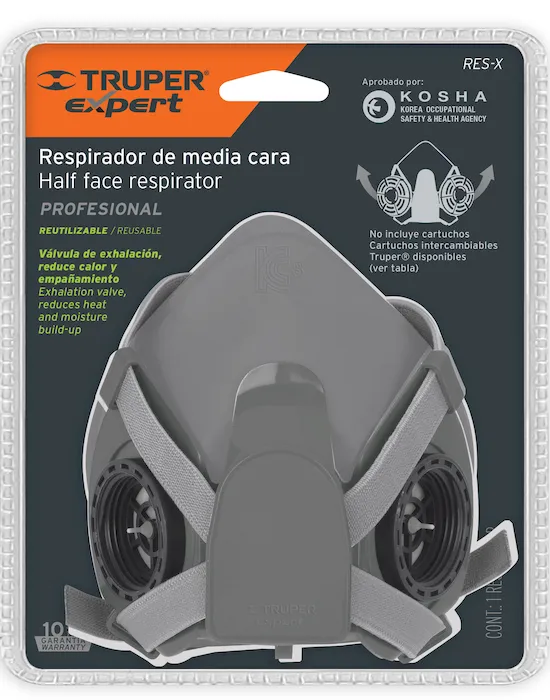 TRUPER®
expert
RES-X
Aprobado por:
KOSHA
KOREA OCCUPATIONAL
SAFETY & HEALTH AGENCY
Respirador de media cara
Half face respirator
PROFESIONAL
REUTILIZABLE / REUSABLE
Válvula de exhalación,
reduce calor y
empañamiento
Exhalation valve,
reduces heat
and moisture
build-up
No incluye cartuchos
Cartuchos intercambiables
Truper® disponibles
(ver tabla)
TRUPER
expert
10
GARANTÍA
WARRANTY
CONT.: 1